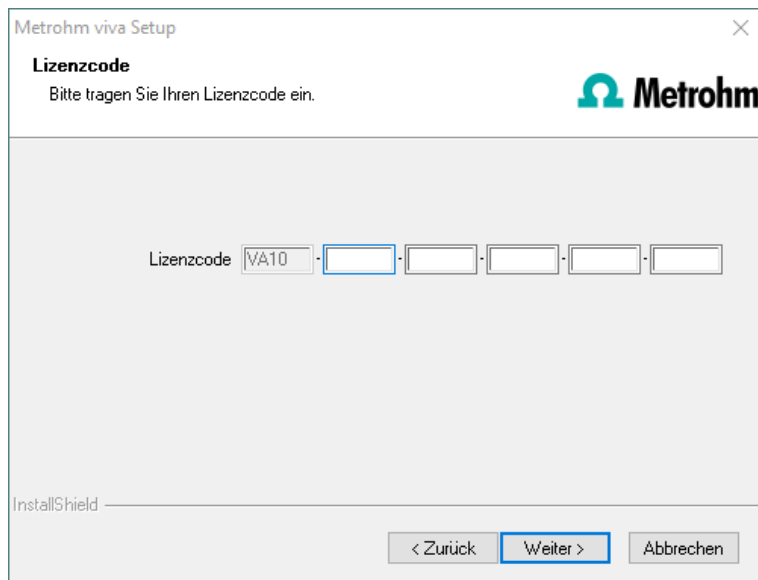 Metrohm viva Setup
Lizenzcode
Bitte tragen Sie Ihren Lizenzcode ein.
Metrohm
Lizenzcode VA10 - - - - -
InstallShield
< Zurück Weiter > Abbrechen